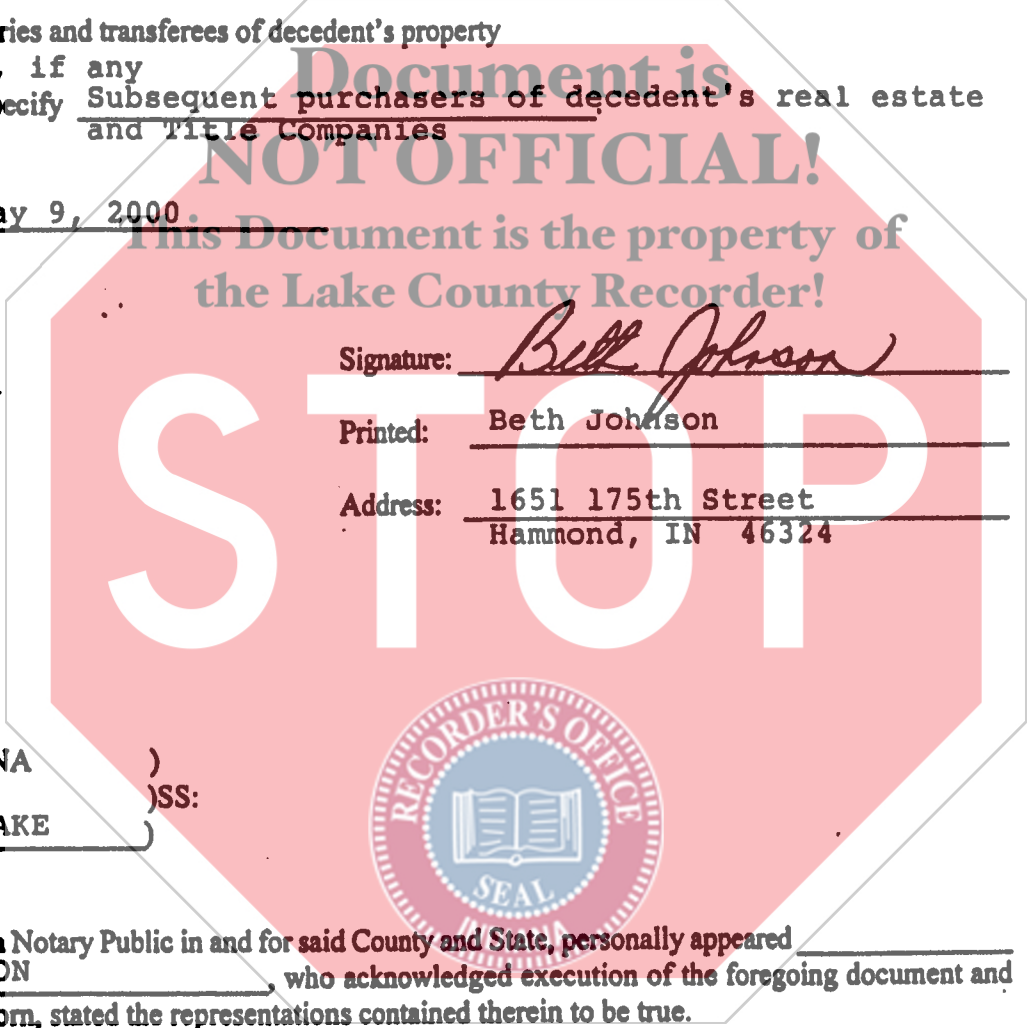 ries and transferees of decedent's property
, if any
ecify Subsequent purchasers of decedent's real estate
and Title Companies
Document is
NOT OFFICIAL!
ay 9, 2000
This Document is the property of
the Lake County Recorder!
Signature: Beth Johnson
Printed: Beth Johnson
Address: 1651 175th Street
Hammond, IN 46324
STOP
RECORDER'S OFFICE
SEAL
INDIANA
NA )
)SS:
AKE )
a Notary Public in and for said County and State, personally appeared
ON , who acknowledged execution of the foregoing document and
orn, stated the representations contained therein to be true.